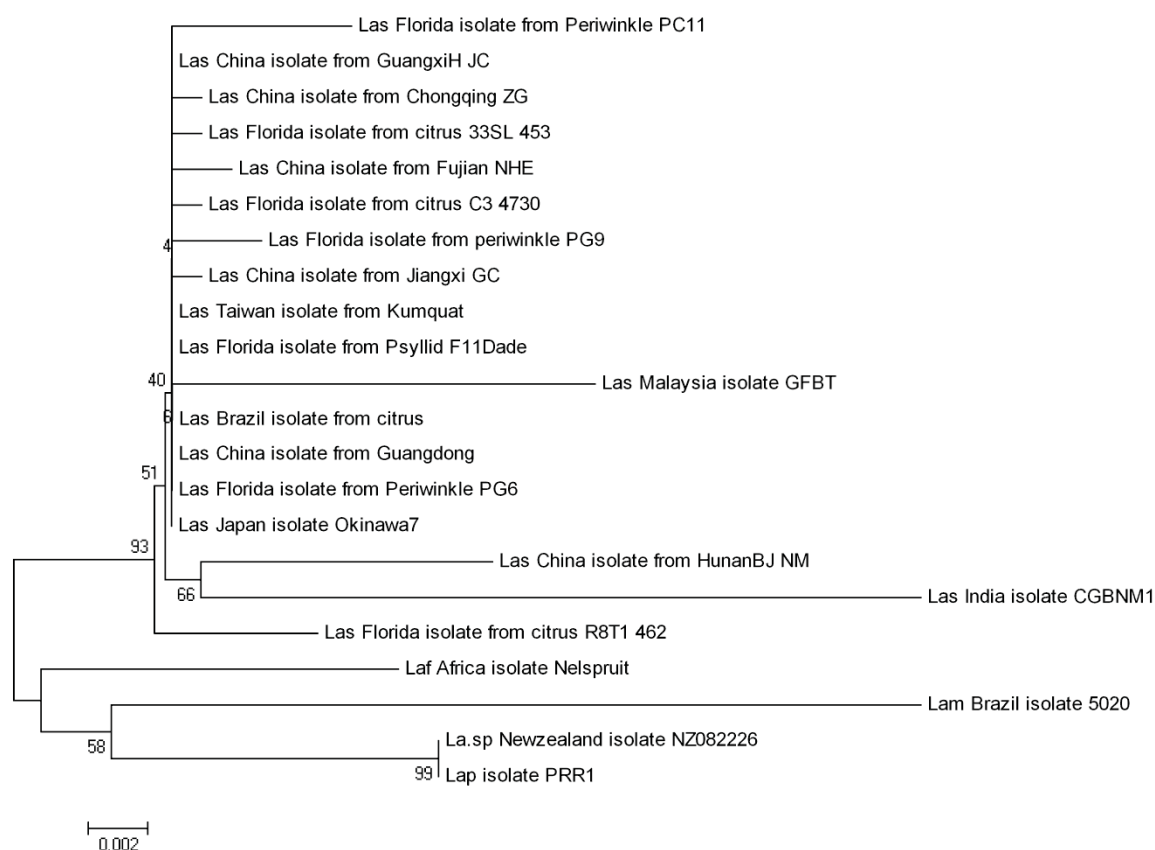 Las Florida isolate from Periwinkle PC11
Las China isolate from GuangxiH JC
Las China isolate from Chongqing ZG
Las Florida isolate from citrus 33SL 453
Las China isolate from Fujian NHE
Las Florida isolate from citrus C3 4730
Las Florida isolate from periwinkle PG9
4
Las China isolate from Jiangxi GC
Las Taiwan isolate from Kumquat
Las Florida isolate from Psyllid F11Dade
40
Las Malaysia isolate GFBT
6
Las Brazil isolate from citrus
Las China isolate from Guangdong
51
Las Florida isolate from Periwinkle PG6
Las Japan isolate Okinawa7
93
Las China isolate from HunanBJ NM
66
Las India isolate CGBNM1
Las Florida isolate from citrus R8T1 462
Laf Africa isolate Nelspruit
Lam Brazil isolate 5020
58
La.sp Newzealand isolate NZ082226
99
Lap isolate PRR1
0.002